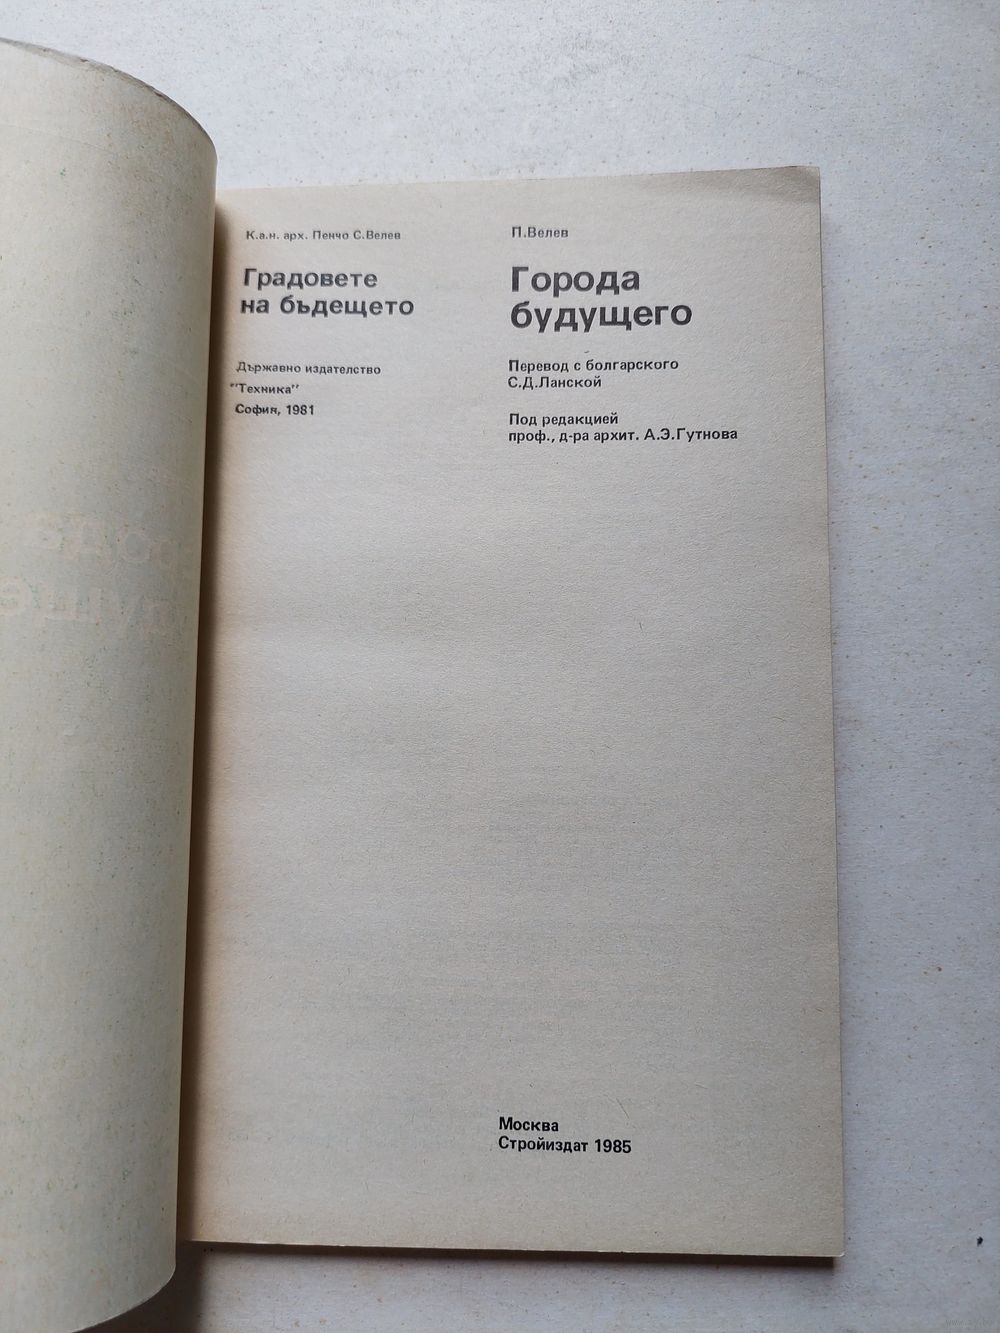 К.а.н. арх. Пенчо С.Велев
Градовете
на бъдещето
Държавно издателство
"Техника"
София, 1981
П.Велев
Города
будущего
Перевод с болгарского
С.Д.Ланской
Под редакцией
проф., д-ра архит. А.Э.Гутнова
Москва
Стройиздат 1985